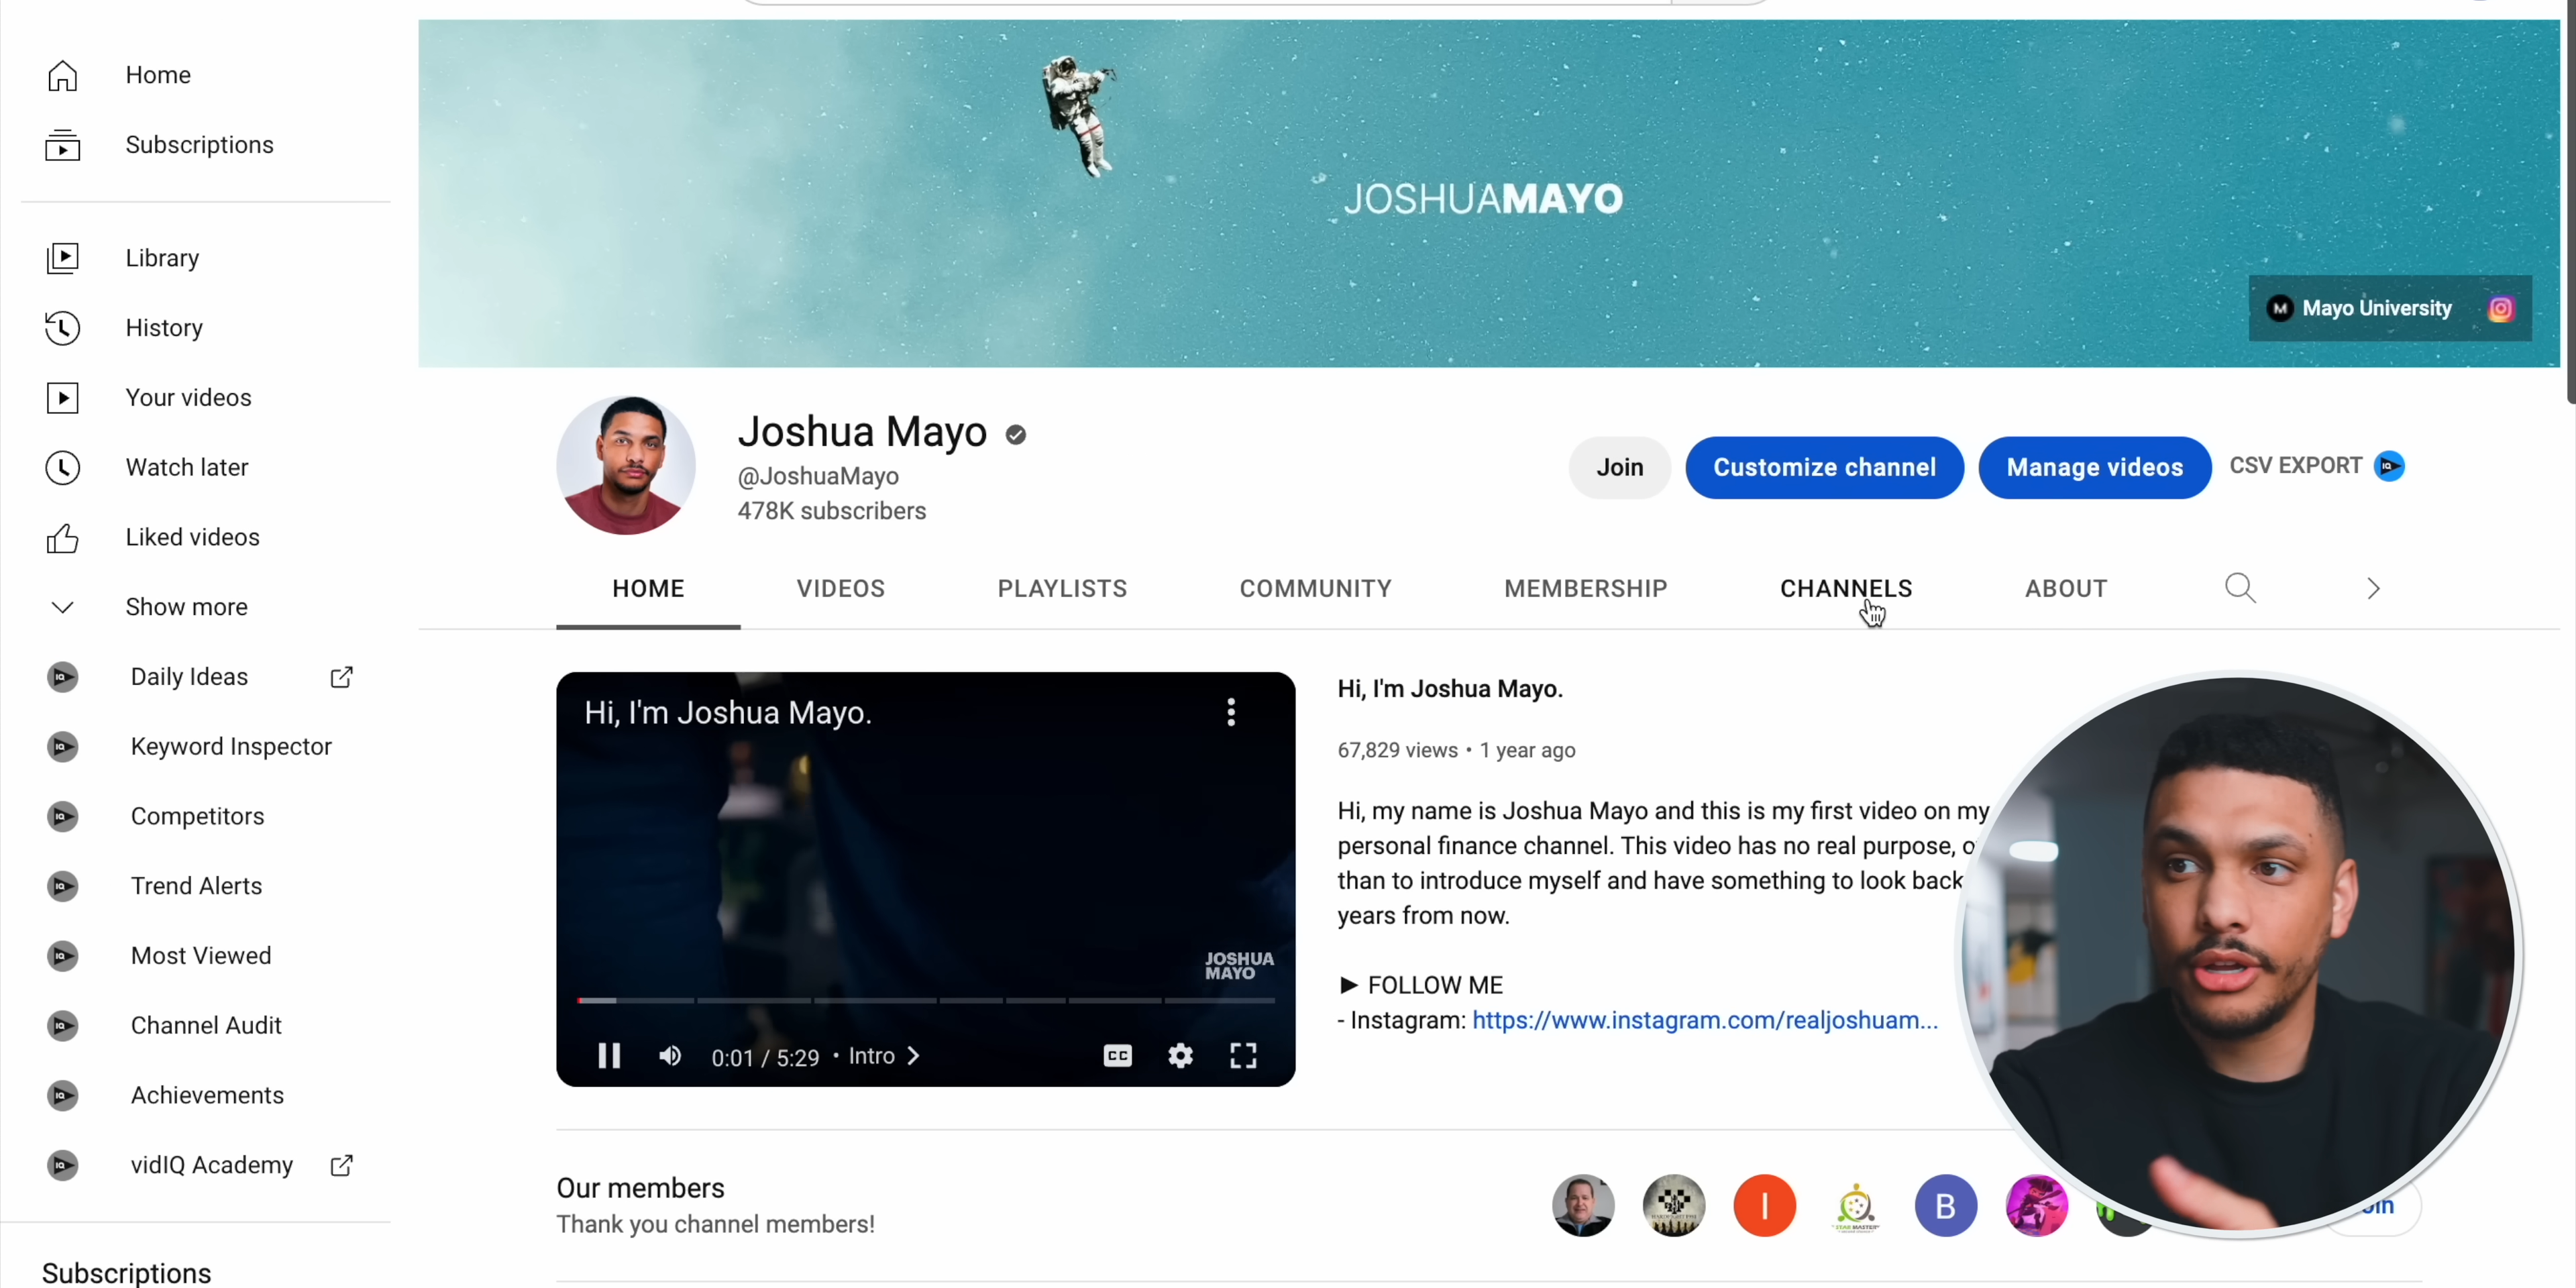 Home
Subscriptions
Library
History
Your videos
Watch later
Liked videos
Show more
Daily Ideas
Keyword Inspector
Competitors
Trend Alerts
Most Viewed
Channel Audit
Achievements
vidIQ Academy
Subscriptions
JOSHUAMAYO
M Mayo University
Joshua Mayo
@JoshuaMayo
478K subscribers
Join
Customize channel
Manage videos
CSV EXPORT
HOME
VIDEOS
PLAYLISTS
COMMUNITY
MEMBERSHIP
CHANNELS
ABOUT
Hi, I'm Joshua Mayo.
JOSHUA
MAYO
0:01 / 5:29 • Intro
CC
Hi, I'm Joshua Mayo.
67,829 views • 1 year ago
Hi, my name is Joshua Mayo and this is my first video on my
personal finance channel. This video has no real purpose,
than to introduce myself and have something to look back
years from now.
► FOLLOW ME
- Instagram: https://www.instagram.com/realjoshuam...
Our members
Thank you channel members!
I
B